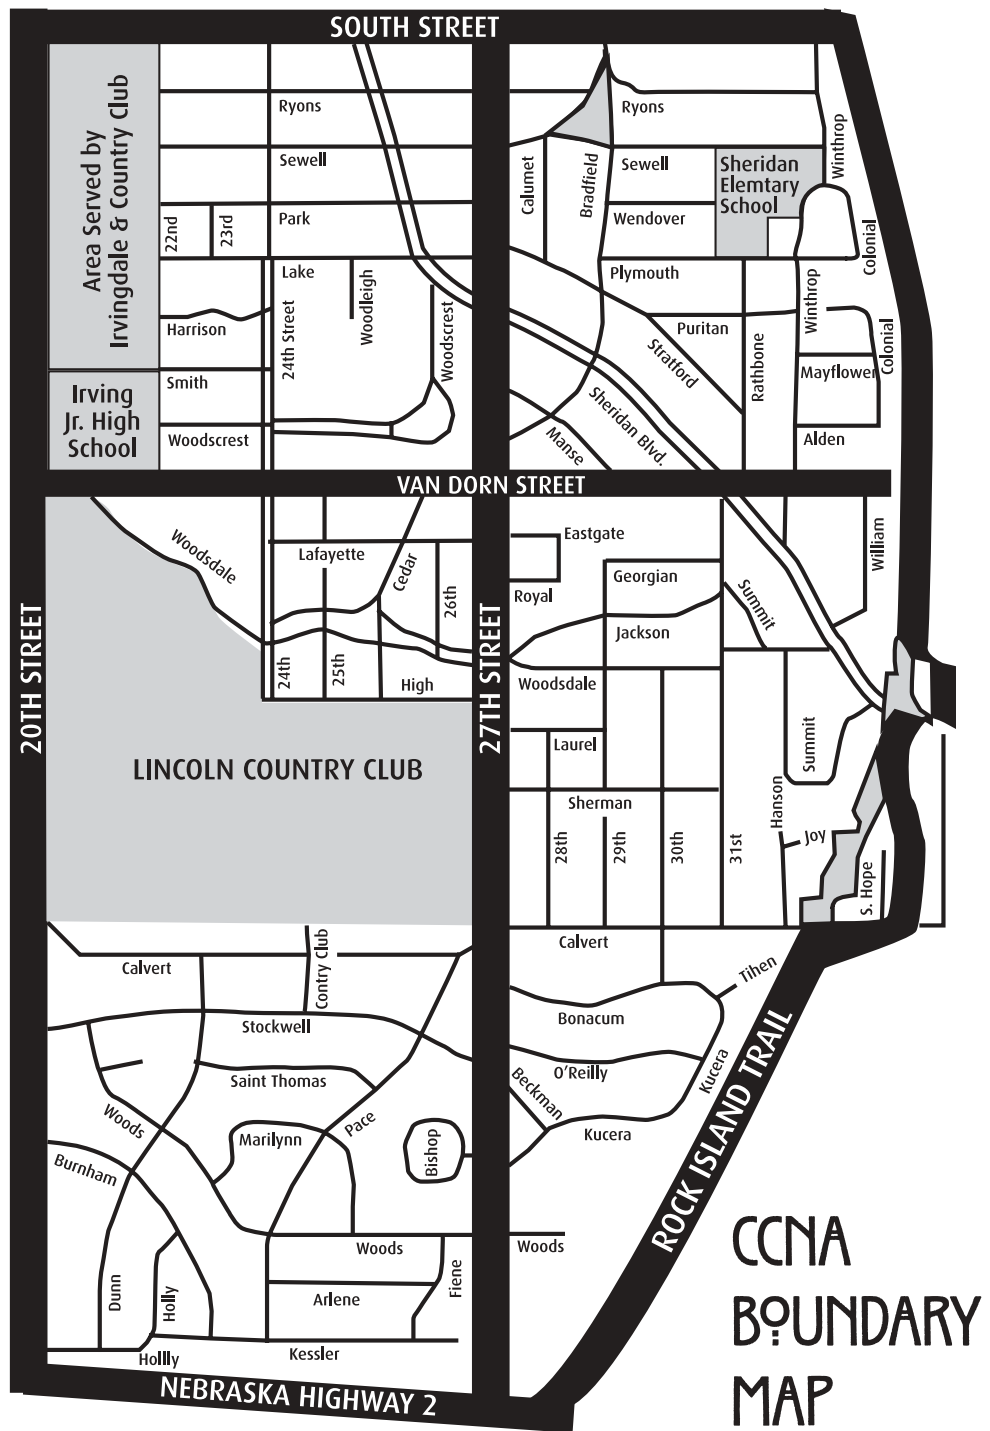 SOUTH STREET
Area Served by
Irvingdale & Country Club
Ryons
Sewell
22nd
23rd
Park
Lake
Harrison
24th Street
Woodleigh
Woodscrest
Smith
Woodscrest
Irving
Jr. High
School
Ryons
Calumet
Bradfield
Sewell
Wendover
Sheridan
Elemtary
School
Winthrop
Colonial
Plymouth
Puritan
Stratford
Rathbone
Winthrop
Colonial
Mayflower
Alden
Sheridan Blvd.
Manse
VAN DORN STREET
Woodsdale
Lafayette
Cedar
26th
24th
25th
High
20TH STREET
27TH STREET
Eastgate
Royal
Georgian
Jackson
Summit
William
Woodsdale
Laurel
Sherman
28th
29th
30th
31st
Hanson
Summit
Joy
S. Hope
LINCOLN COUNTRY CLUB
Calvert
Contry Club
Calvert
Stockwell
Saint Thomas
Woods
Marilynn
Pace
Bishop
Burnham
Woods
Dunn
Holly
Arlene
Fiene
Hollly
Kessler
Bonacum
Tihen
O'Reilly
Beckman
Kucera
Kucera
Woods
ROCK ISLAND TRAIL
NEBRASKA HIGHWAY 2
CCNA
BOUNDARY
MAP